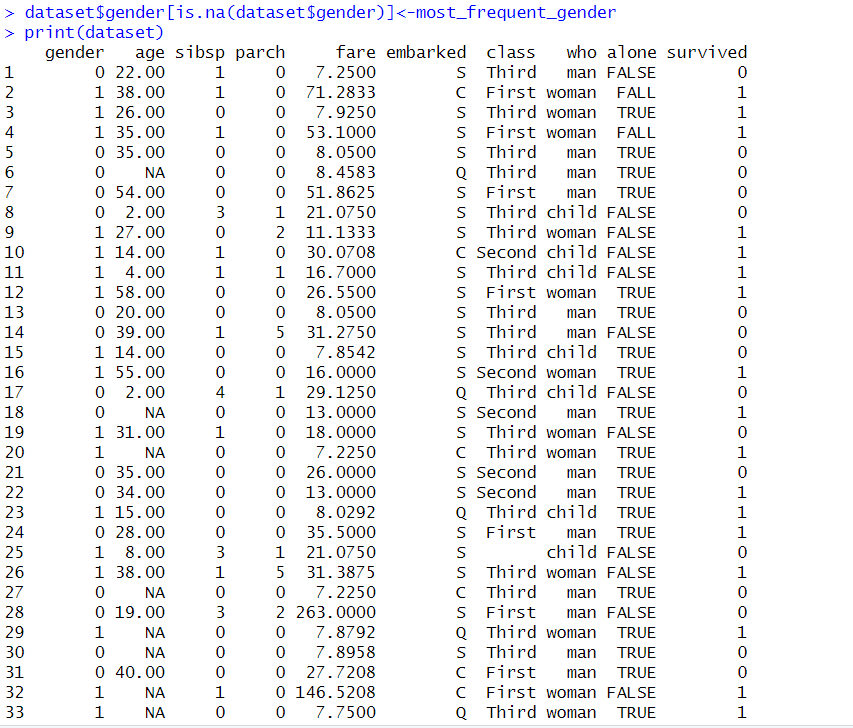 > dataset$gender[is.na(dataset$gender)]<-most_frequent_gender
> print(dataset)
gender age sibsp parch fare embarked class who alone survived
1 0 22.00 1 0 7.2500 S Third man FALSE 0
2 1 38.00 1 0 71.2833 C First woman FALL 1
3 1 26.00 0 0 7.9250 S Third woman TRUE 1
4 1 35.00 1 0 53.1000 S First woman FALL 1
5 0 35.00 0 0 8.0500 S Third man TRUE 0
6 0 NA 0 0 8.4583 Q Third man TRUE 0
7 0 54.00 0 0 51.8625 S First man TRUE 0
8 0 2.00 3 1 21.0750 S Third child FALSE 0
9 1 27.00 0 2 11.1333 S Third woman FALSE 1
10 1 14.00 1 0 30.0708 C Second child FALSE 1
11 1 4.00 1 1 16.7000 S Third child FALSE 1
12 1 58.00 0 0 26.5500 S First woman TRUE 1
13 0 20.00 0 0 8.0500 S Third man TRUE 0
14 0 39.00 1 5 31.2750 S Third man FALSE 0
15 1 14.00 0 0 7.8542 S Third child TRUE 0
16 1 55.00 0 0 16.0000 S Second woman TRUE 1
17 0 2.00 4 1 29.1250 Q Third child FALSE 0
18 0 NA 0 0 13.0000 S Second man TRUE 1
19 1 31.00 1 0 18.0000 S Third woman FALSE 0
20 1 NA 0 0 7.2250 C Third woman TRUE 1
21 0 35.00 0 0 26.0000 S Second man TRUE 0
22 0 34.00 0 0 13.0000 S Second man TRUE 1
23 1 15.00 0 0 8.0292 Q Third child TRUE 1
24 0 28.00 0 0 35.5000 S First man TRUE 1
25 1 8.00 3 1 21.0750 S child FALSE 0
26 1 38.00 1 5 31.3875 S Third woman FALSE 1
27 0 NA 0 0 7.2250 C Third man TRUE 0
28 0 19.00 3 2 263.0000 S First man FALSE 0
29 1 NA 0 0 7.8792 Q Third woman TRUE 1
30 0 NA 0 0 7.8958 S Third man TRUE 0
31 0 40.00 0 0 27.7208 C First man TRUE 0
32 1 NA 1 0 146.5208 C First woman FALSE 1
33 1 NA 0 0 7.7500 Q Third woman TRUE 1